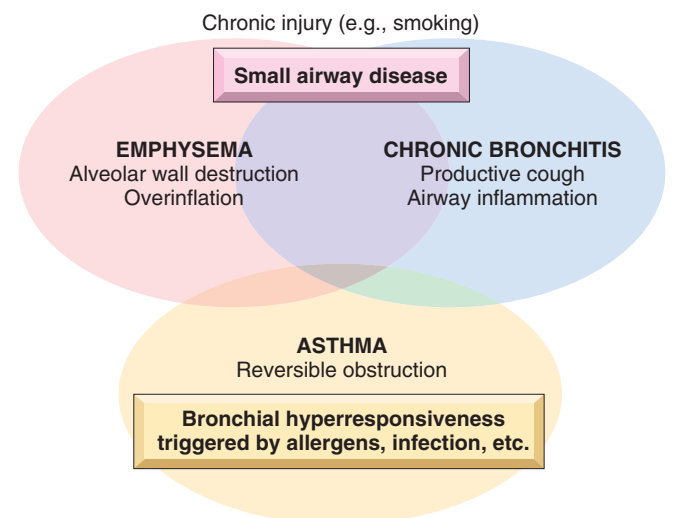 Chronic injury (e.g., smoking)
Small airway disease
EMPHYSEMA
Alveolar wall destruction
Overinflation
CHRONIC BRONCHITIS
Productive cough
Airway inflammation
ASTHMA
Reversible obstruction
Bronchial hyperresponsiveness
triggered by allergens, infection, etc.